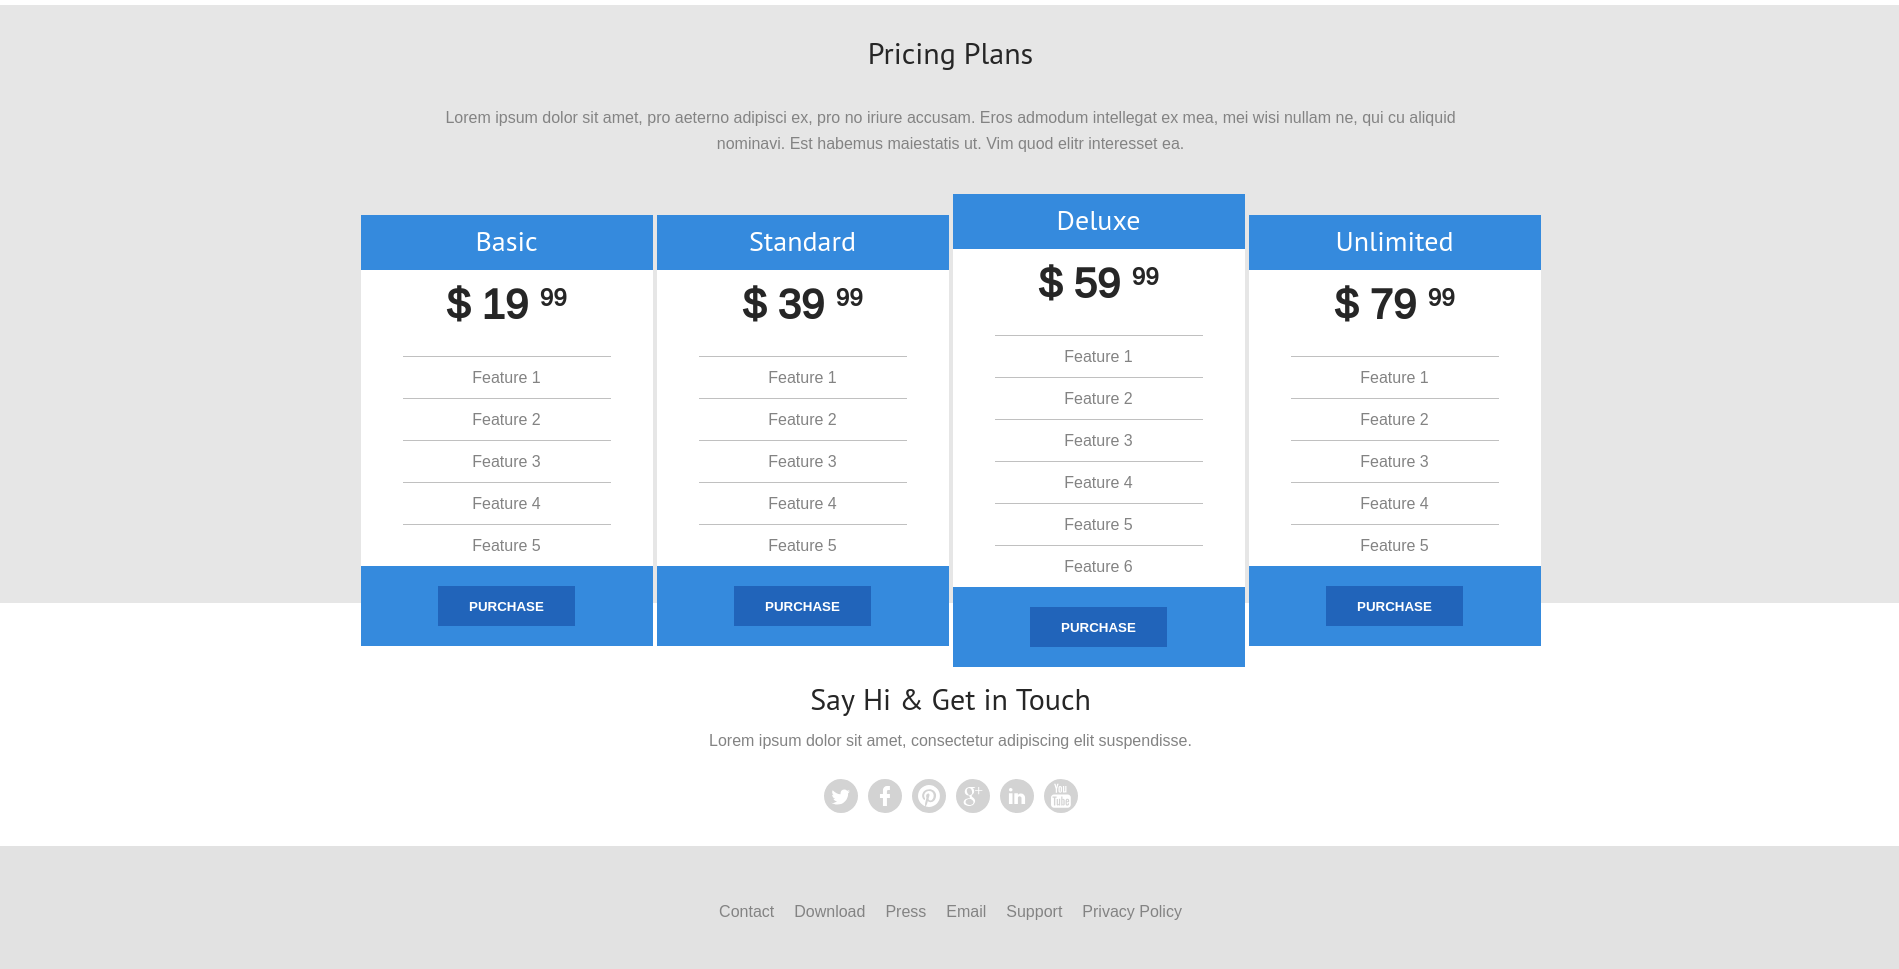 Pricing Plans
Lorem ipsum dolor sit amet, pro aeterno adipisci ex, pro no iriure accusam. Eros admodum intellegat ex mea, mei wisi nullam ne, qui cu aliquid
nominavi. Est habemus maiestatis ut. Vim quod elitr interesset ea.
Basic
$ 19 99
Feature 1
Feature 2
Feature 3
Feature 4
Feature 5
PURCHASE
Standard
$ 39 99
Feature 1
Feature 2
Feature 3
Feature 4
Feature 5
PURCHASE
Deluxe
$ 59 99
Feature 1
Feature 2
Feature 3
Feature 4
Feature 5
Feature 6
PURCHASE
Unlimited
$ 79 99
Feature 1
Feature 2
Feature 3
Feature 4
Feature 5
PURCHASE
Say Hi & Get in Touch
Lorem ipsum dolor sit amet, consectetur adipiscing elit suspendisse.
g+ in You Tube
Contact Download Press Email Support Privacy Policy